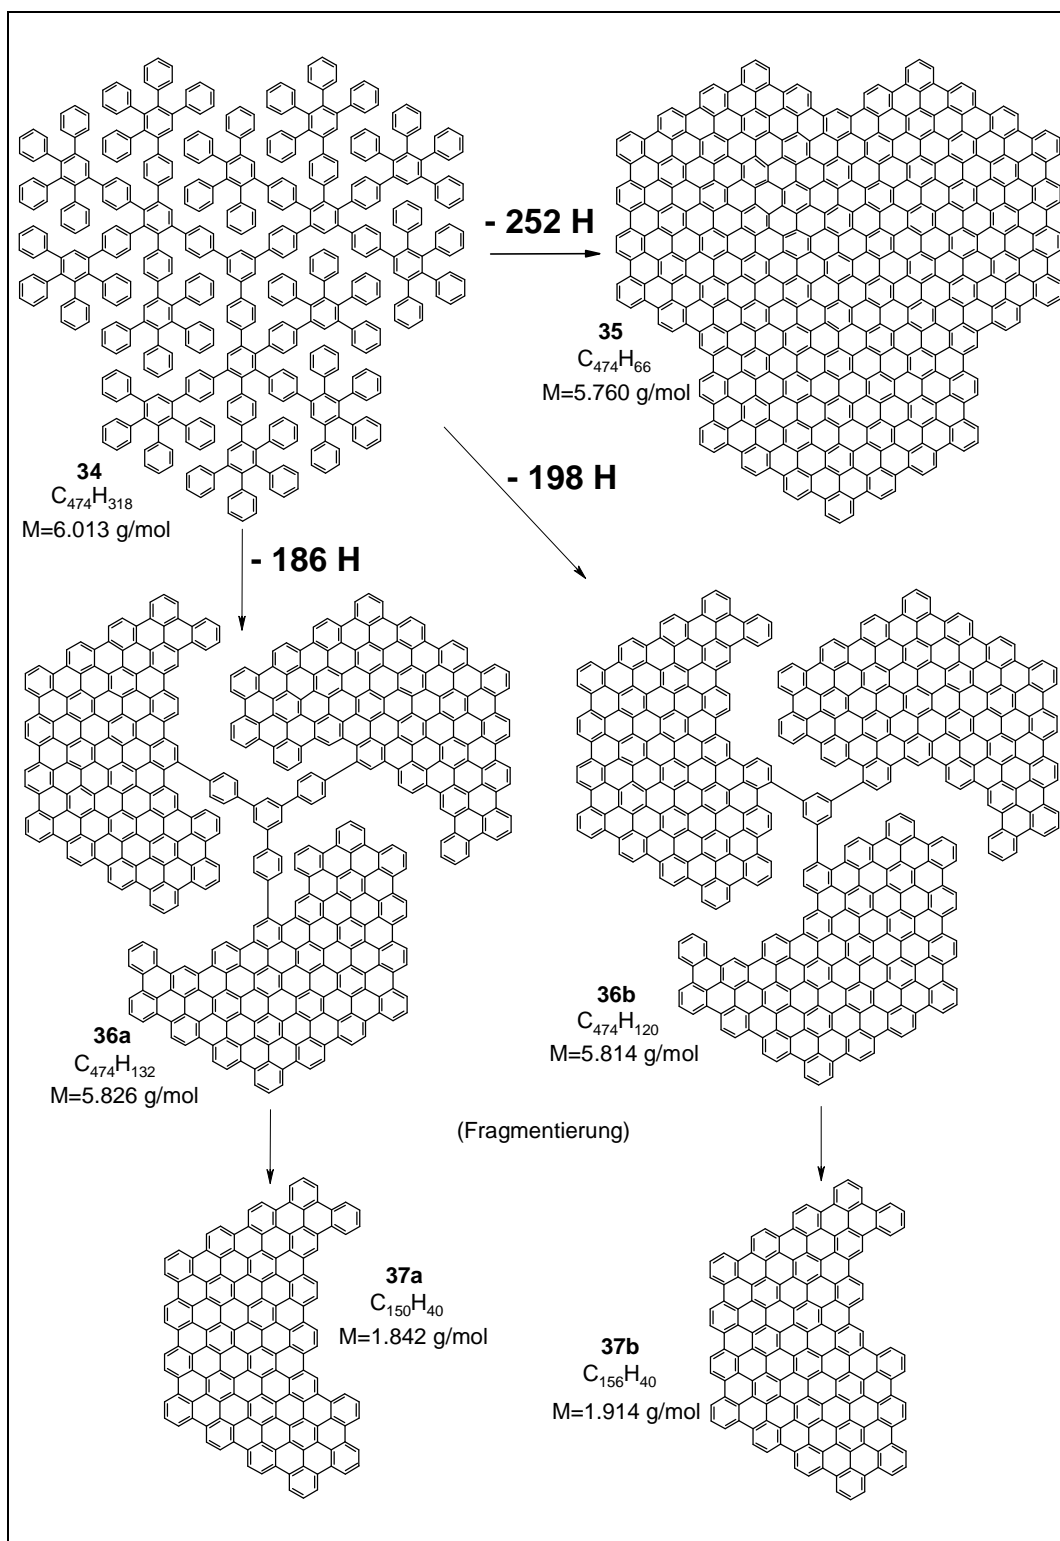 - 252 H
35
C474H66
M=5.760 g/mol
34
C474H318
M=6.013 g/mol
- 198 H
- 186 H
36a
C474H132
M=5.826 g/mol
36b
C474H120
M=5.814 g/mol
(Fragmentierung)
37a
C150H40
M=1.842 g/mol
37b
C156H40
M=1.914 g/mol